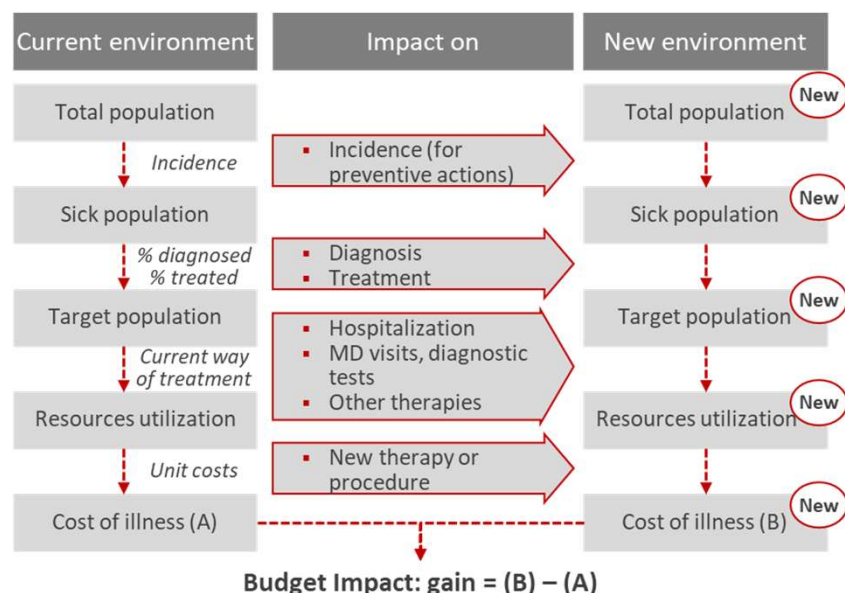 Current environment
Impact on
New environment
Total population
New
Total population
Incidence
▪ Incidence (for
preventive actions)
Sick population
New
Sick population
% diagnosed
% treated
▪ Diagnosis
▪ Treatment
Target population
New
Target population
Current way
of treatment
▪ Hospitalization
▪ MD visits, diagnostic
tests
▪ Other therapies
Resources utilization
New
Resources utilization
Unit costs
▪ New therapy or
procedure
Cost of illness (A)
New
Cost of illness (B)
Budget Impact: gain = (B) – (A)